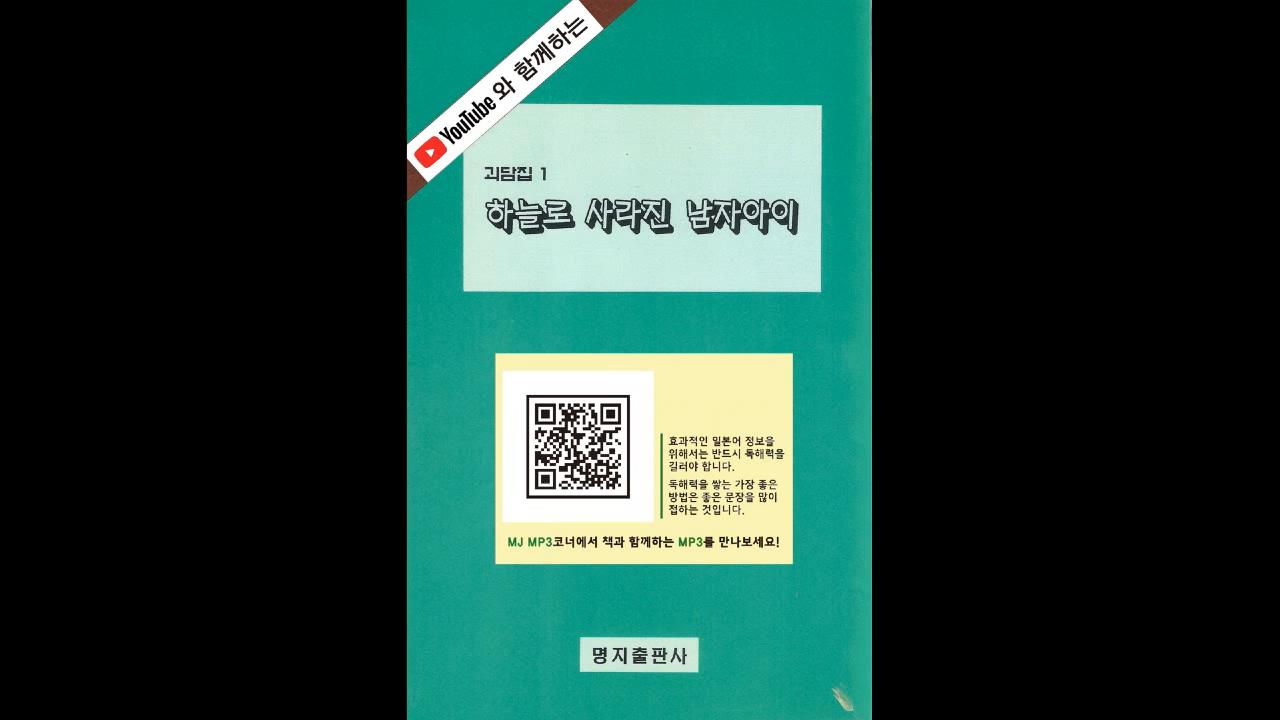 YouTube 와 함께하는
괴담집 1
하늘로 사라진 남자아이
효과적인 일본어 정보을
위해서는 반드시 독해력을
길러야 합니다.
독해력을 쌓는 가장 좋은
방법은 좋은 문장을 많이
접하는 것입니다.
MJ MP3코너에서 책과 함께하는 MP3를 만나보세요!
명지출판사